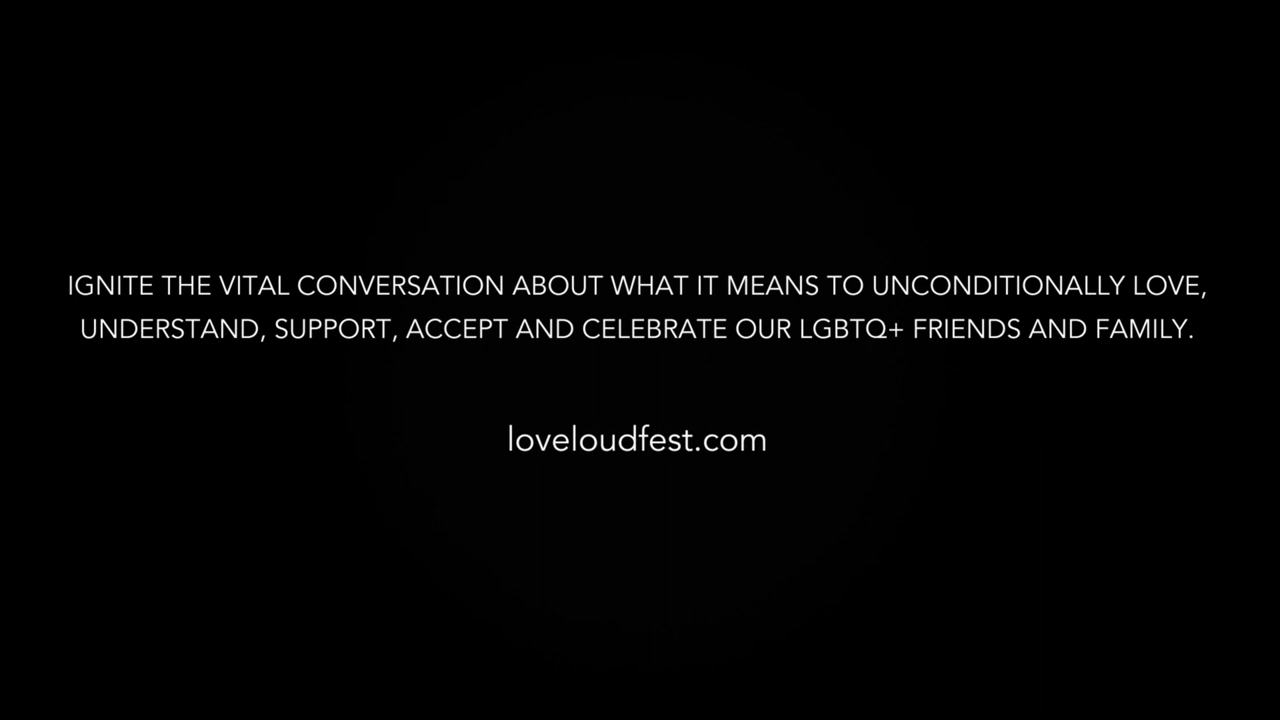 IGNITE THE VITAL CONVERSATION ABOUT WHAT IT MEANS TO UNCONDITIONALLY LOVE,
UNDERSTAND, SUPPORT, ACCEPT AND CELEBRATE OUR LGBTQ+ FRIENDS AND FAMILY.
loveloudfest.com